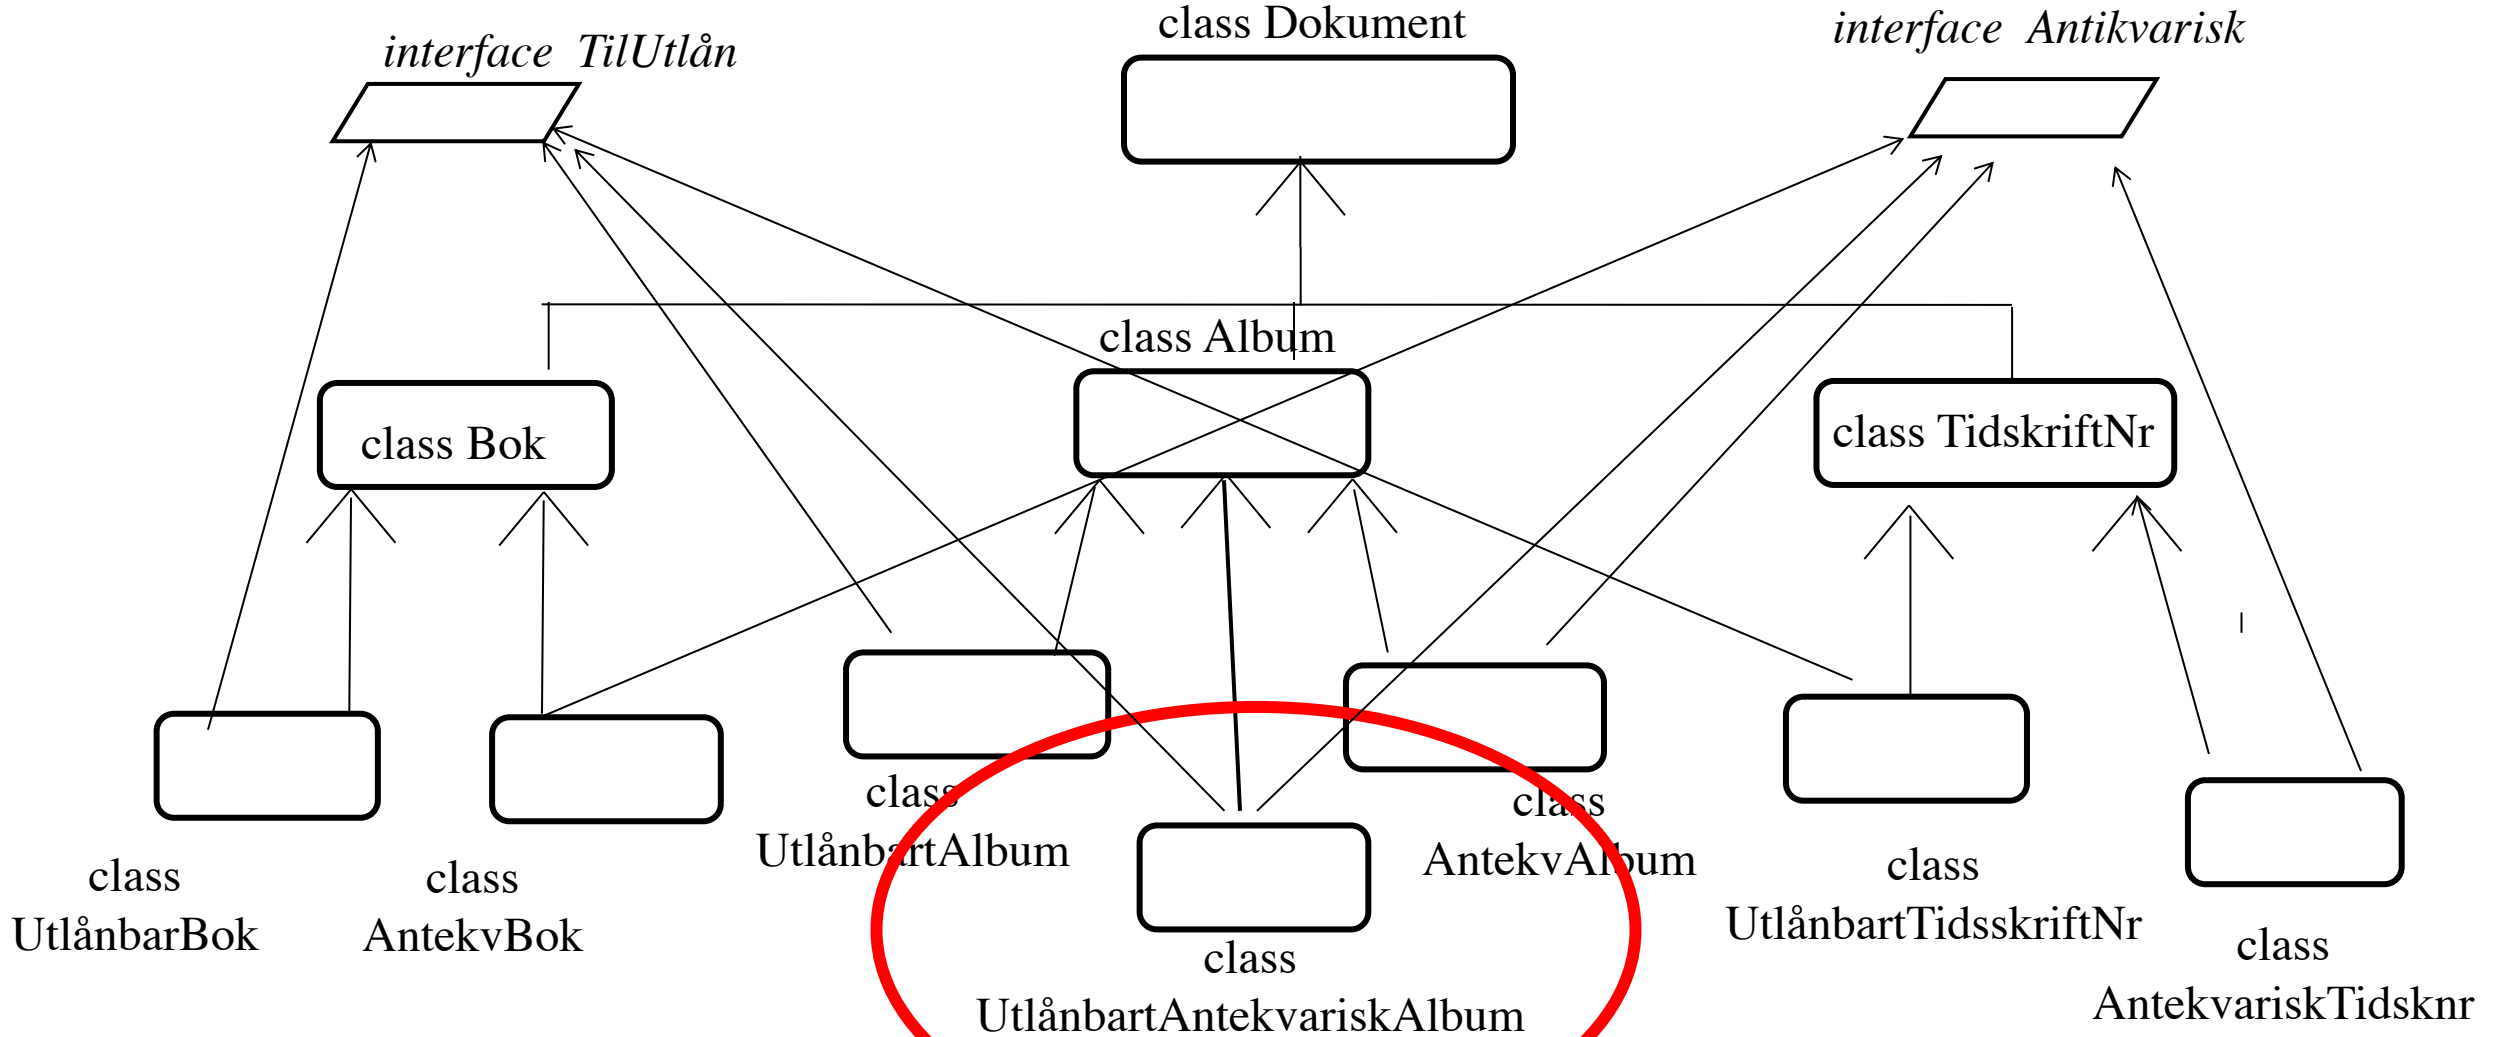 class Dokument
interface Antikvarisk
interface TilUtlån
class Album
class Bok
class TidskriftNr
class
UtlånbartAlbum
class
AntekvAlbum
class
UtlånbarBok
class
AntekvBok
class
UtlånbartTidsskriftNr
class
UtlånbartAntekvariskAlbum
class
AntekvariskTidsknr